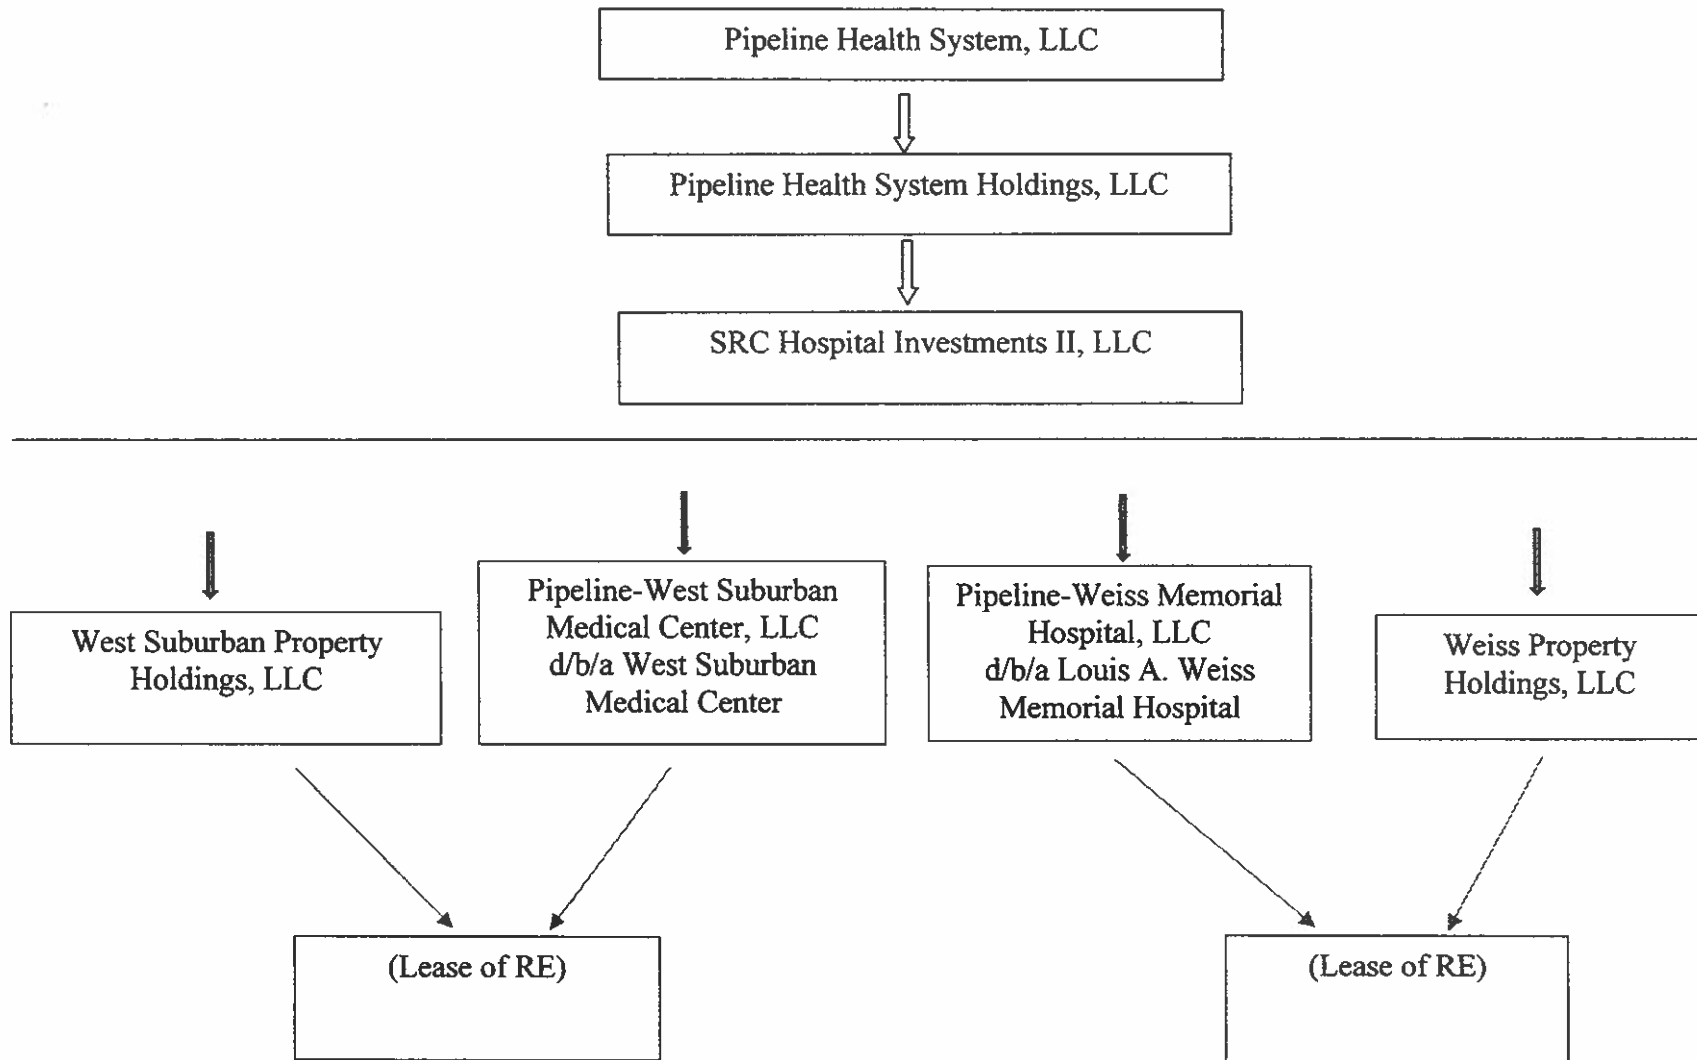 Pipeline Health System, LLC
Pipeline Health System Holdings, LLC
SRC Hospital Investments II, LLC
West Suburban Property
Holdings, LLC
Pipeline-West Suburban
Medical Center, LLC
d/b/a West Suburban
Medical Center
Pipeline-Weiss Memorial
Hospital, LLC
d/b/a Louis A. Weiss
Memorial Hospital
Weiss Property
Holdings, LLC
(Lease of RE)
(Lease of RE)